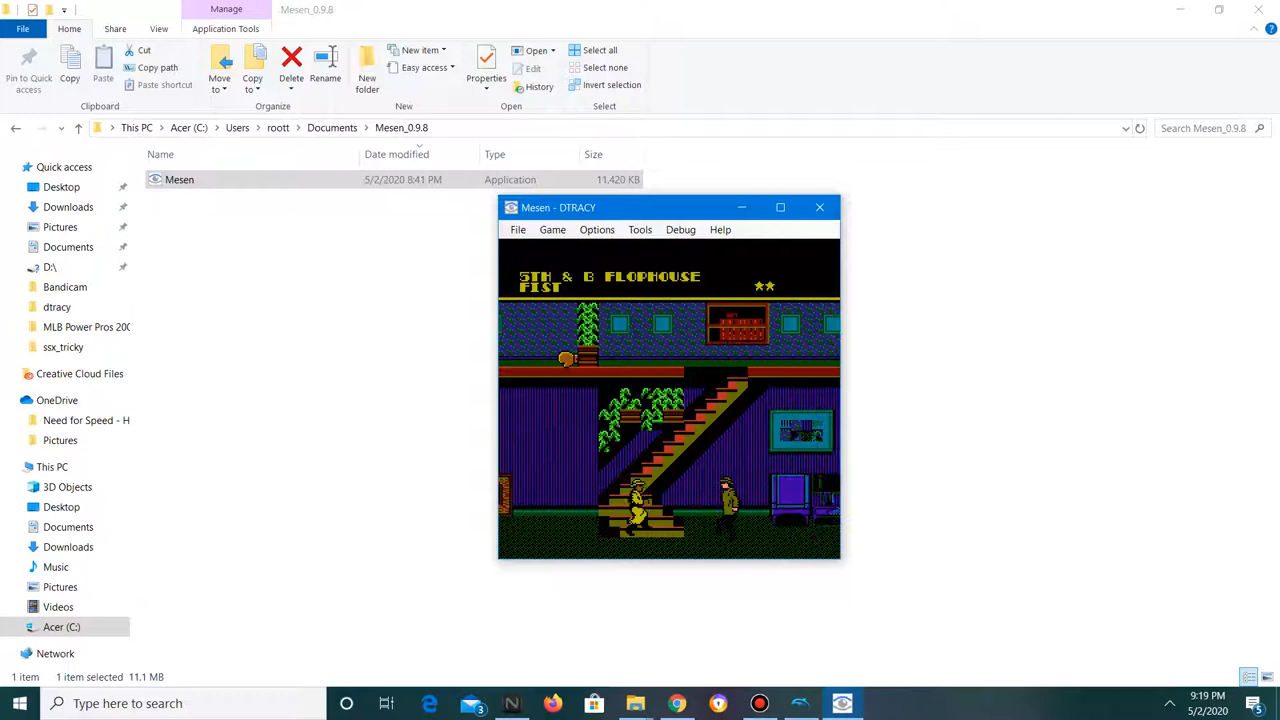 Manage
Mesen_0.9.8
File
Home
Share
View
Application Tools
Pin to Quick access
Copy
Paste
Cut
Copy path
Paste shortcut
Clipboard
Move to
Copy to
Delete
Rename
Organize
New folder
New item
Easy access
New
Properties
Open
Edit
History
Open
Select all
Select none
Invert selection
Select
This PC > Acer (C:) > Users > roott > Documents > Mesen_0.9.8
Search Mesen_0.9.8
Name
Date modified
Type
Size
Mesen
5/2/2020 8:41 PM
Application
11,420 KB
Quick access
Desktop
Downloads
Pictures
Documents
D:\
Bandicam
dtracy
MLB Power Pros 200
ssx_tricky
Creative Cloud Files
OneDrive
Need for Speed - H
Pictures
This PC
3D Objects
Desktop
Documents
Downloads
Music
Pictures
Videos
Acer (C:)
Network
Mesen - DTRACY
File Game Options Tools Debug Help
5TH & B FLOPHOUSE
FIST
1 item
1 item selected 11.1 MB
Type here to search
3
9:19 PM
5/2/2020
5